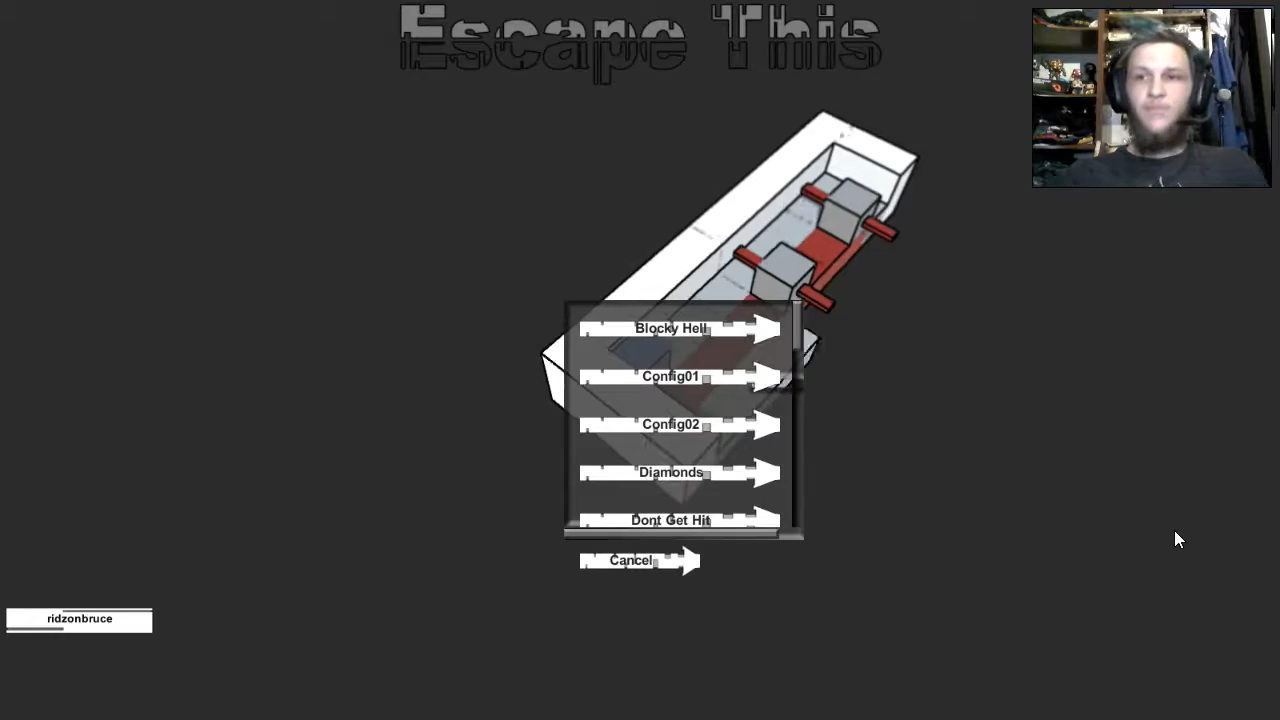 Escape This
Blocky Hell
Config01
Config02
Diamonds
Dont Get Hit
Cancel
ridzonbruce